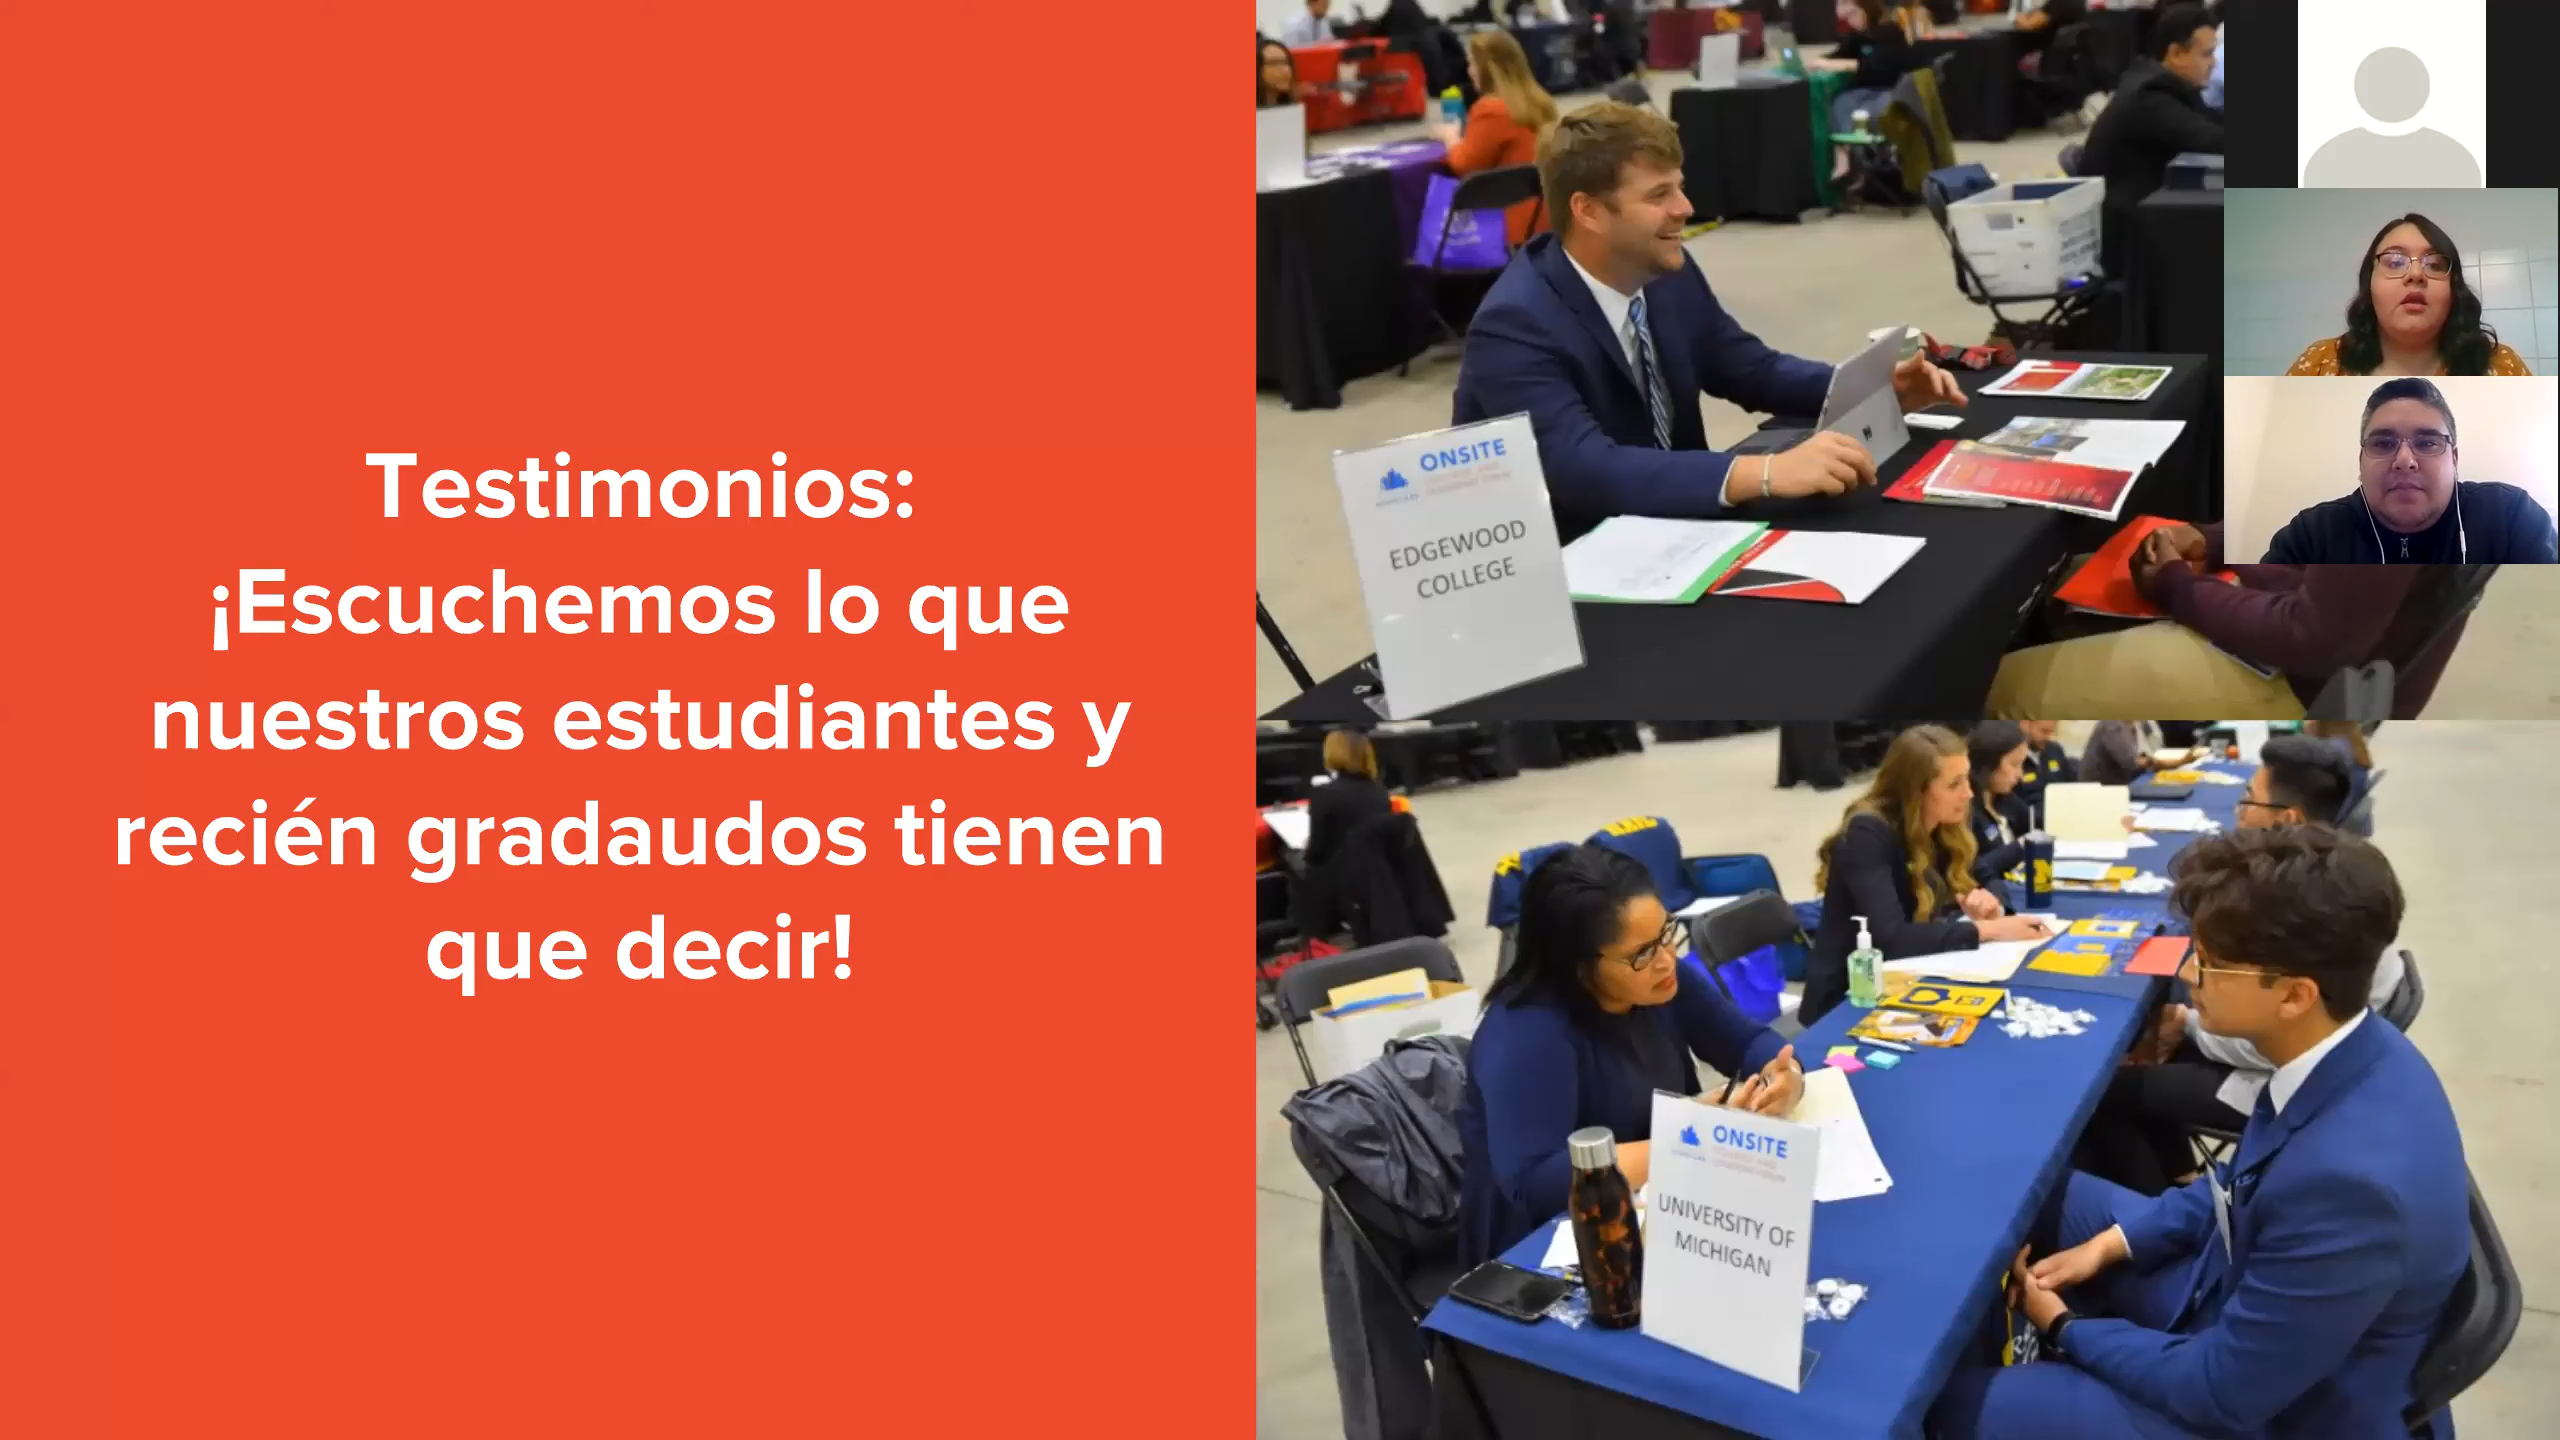 Testimonios:
¡Escuchemos lo que
nuestros estudiantes y
recién gradaudos tienen
que decir!
ONSITE
EDGEWOOD
COLLEGE
ONSITE
UNIVERSITY OF
MICHIGAN